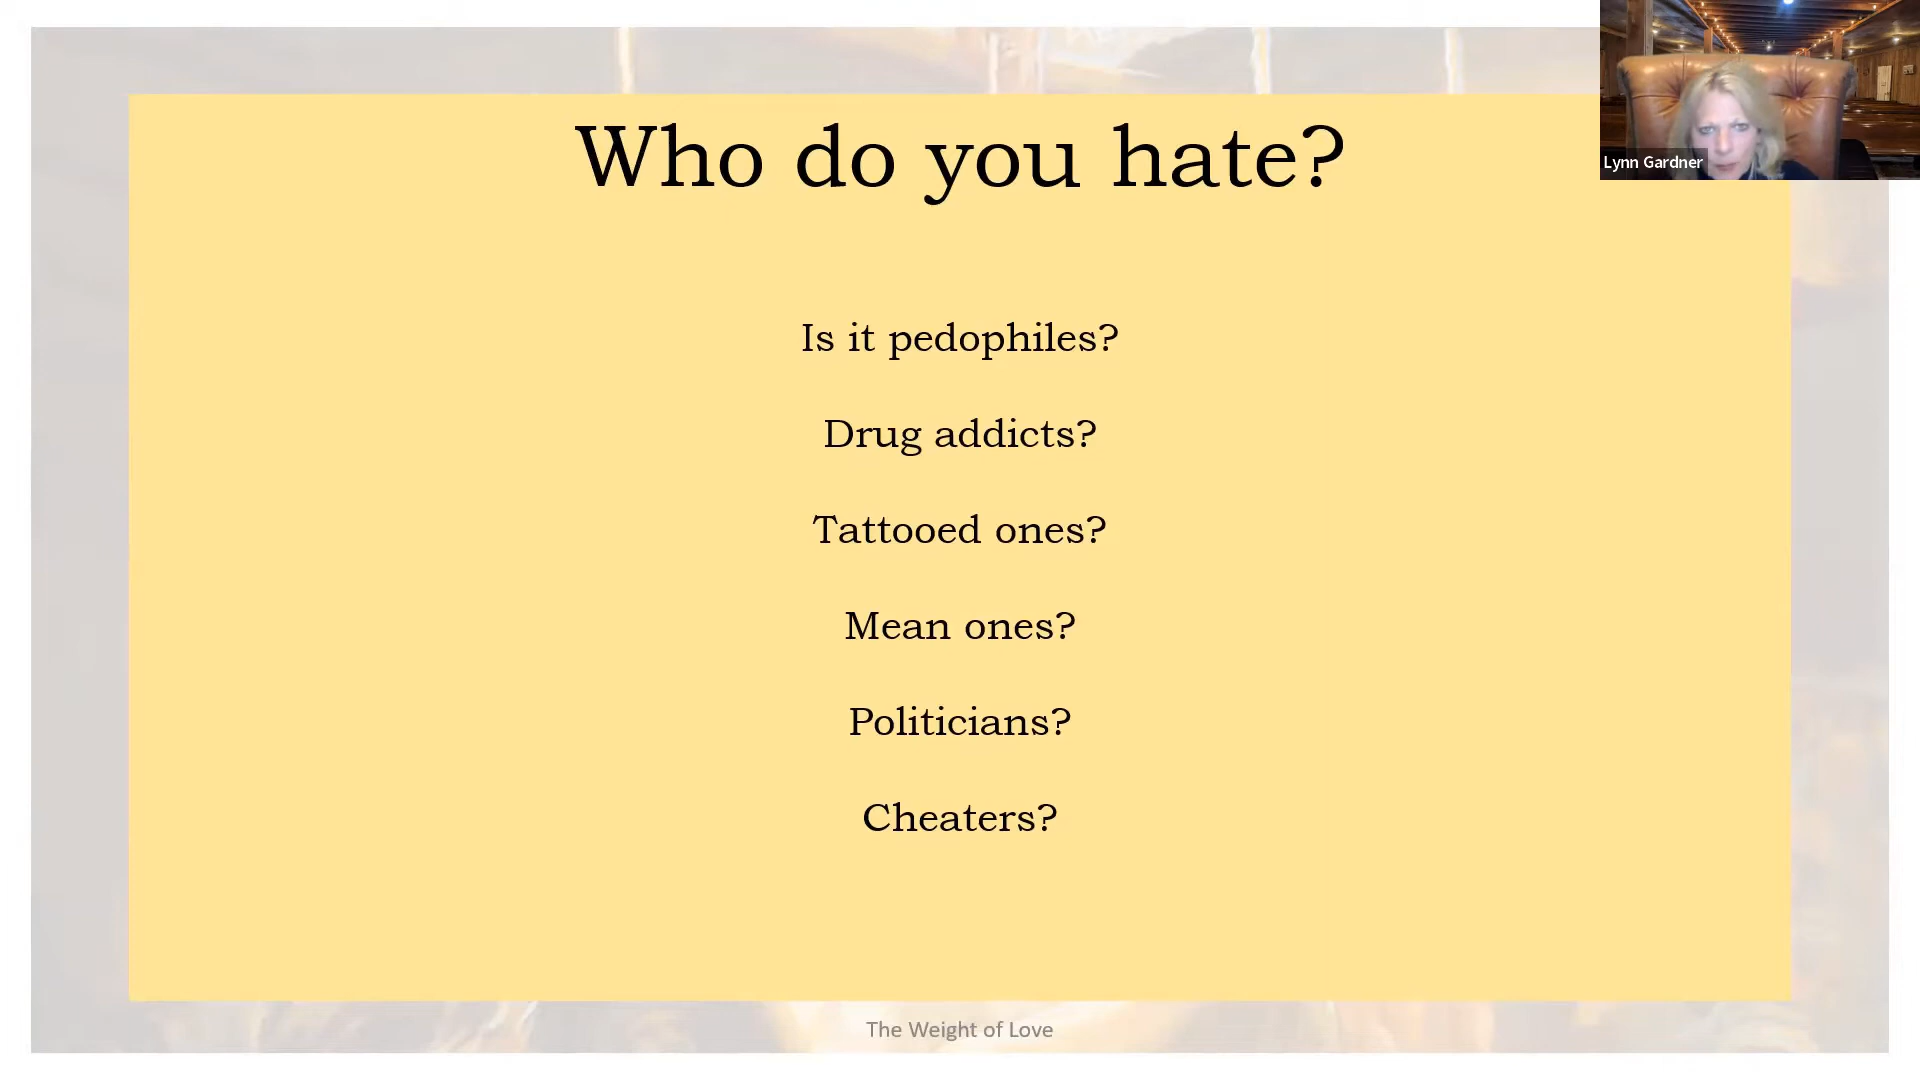 Who do you hate?
Lynn Gardner
Is it pedophiles?
Drug addicts?
Tattooed ones?
Mean ones?
Politicians?
Cheaters?
The Weight of Love